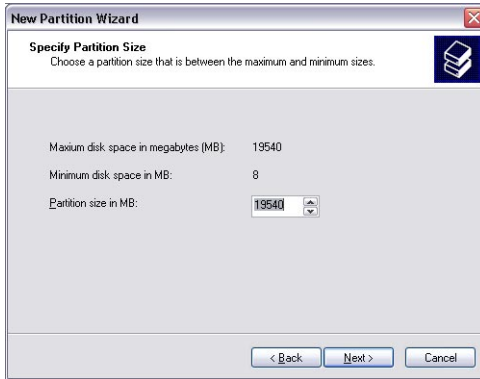 New Partition Wizard
Specify Partition Size
Choose a partition size that is between the maximum and minimum sizes.
Maxium disk space in megabytes (MB): 19540
Minimum disk space in MB: 8
Partition size in MB: 19540
< Back Next > Cancel